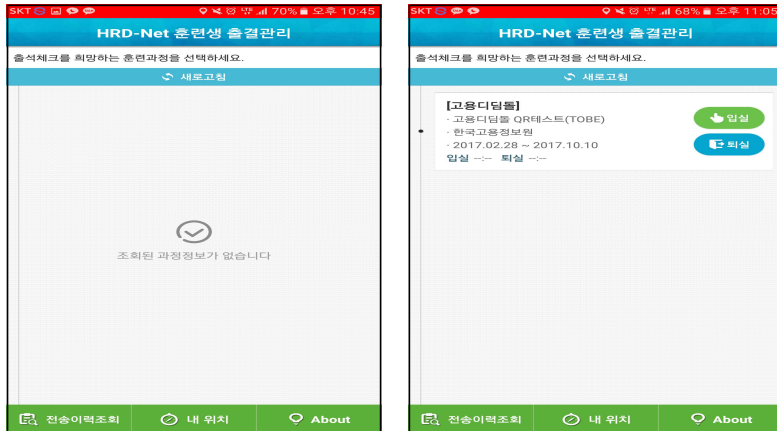 SKT 70% 오후 10:45
HRD-Net 훈련생 출결관리
출석체크를 희망하는 훈련과정을 선택하세요.
새로고침
조회된 과정정보가 없습니다
전송이력조회 내 위치 About
SKT 68% 오후 11:05
HRD-Net 훈련생 출결관리
출석체크를 희망하는 훈련과정을 선택하세요.
새로고침
[고용디딤돌]
· 고용디딤돌 QR테스트(TOBE)
· 한국고용정보원
· 2017.02.28 ~ 2017.10.10
입실 --:-- 퇴실 --:--
입실
퇴실
전송이력조회 내 위치 About